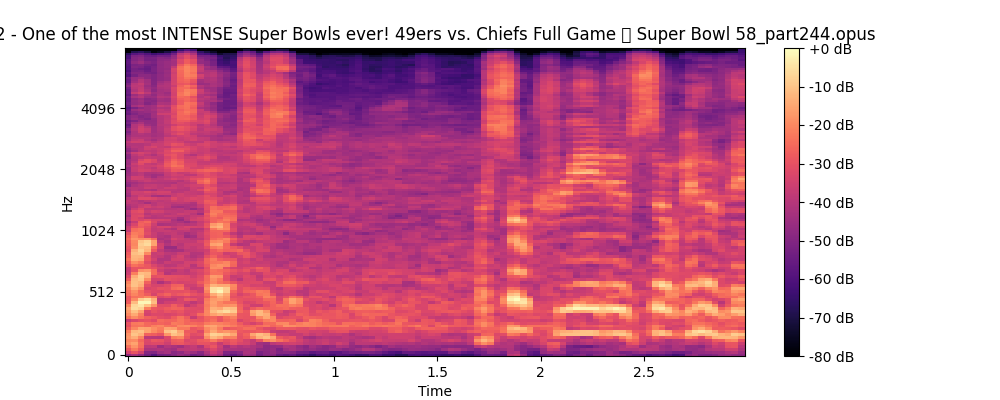 2 - One of the most INTENSE Super Bowls ever! 49ers vs. Chiefs Full Game Super Bowl 58_part244.opus
+0 dB
4096
-10 dB
-20 dB
2048
-30 dB
Hz
1024
-40 dB
-50 dB
512
-60 dB
-70 dB
0
-80 dB
0 0.5 1 1.5 2 2.5
Time